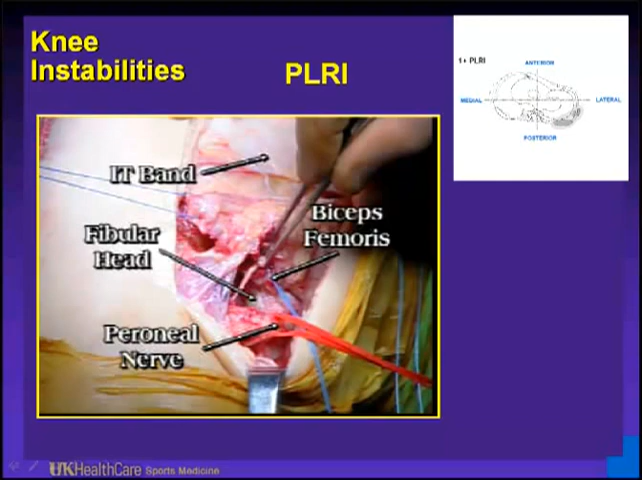 Knee
Instabilities
PLRI
1+ PLRI
ANTERIOR
MEDIAL
LATERAL
POSTERIOR
IT Band
Biceps
Femoris
Fibular
Head
Peroneal
Nerve
UKHealthCare Sports Medicine